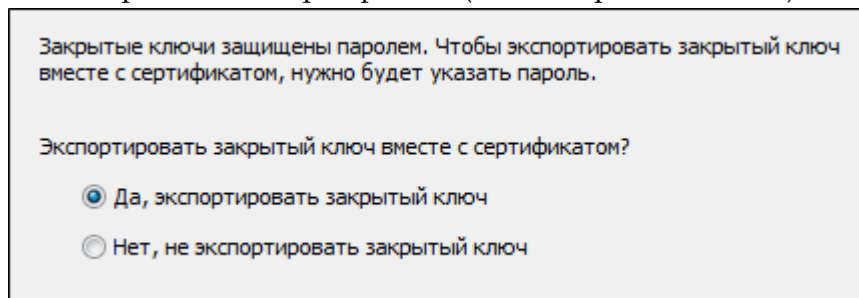 Закрытые ключи защищены паролем. Чтобы экспортировать закрытый ключ
вместе с сертификатом, нужно будет указать пароль.
Экспортировать закрытый ключ вместе с сертификатом?
Да, экспортировать закрытый ключ
Нет, не экспортировать закрытый ключ